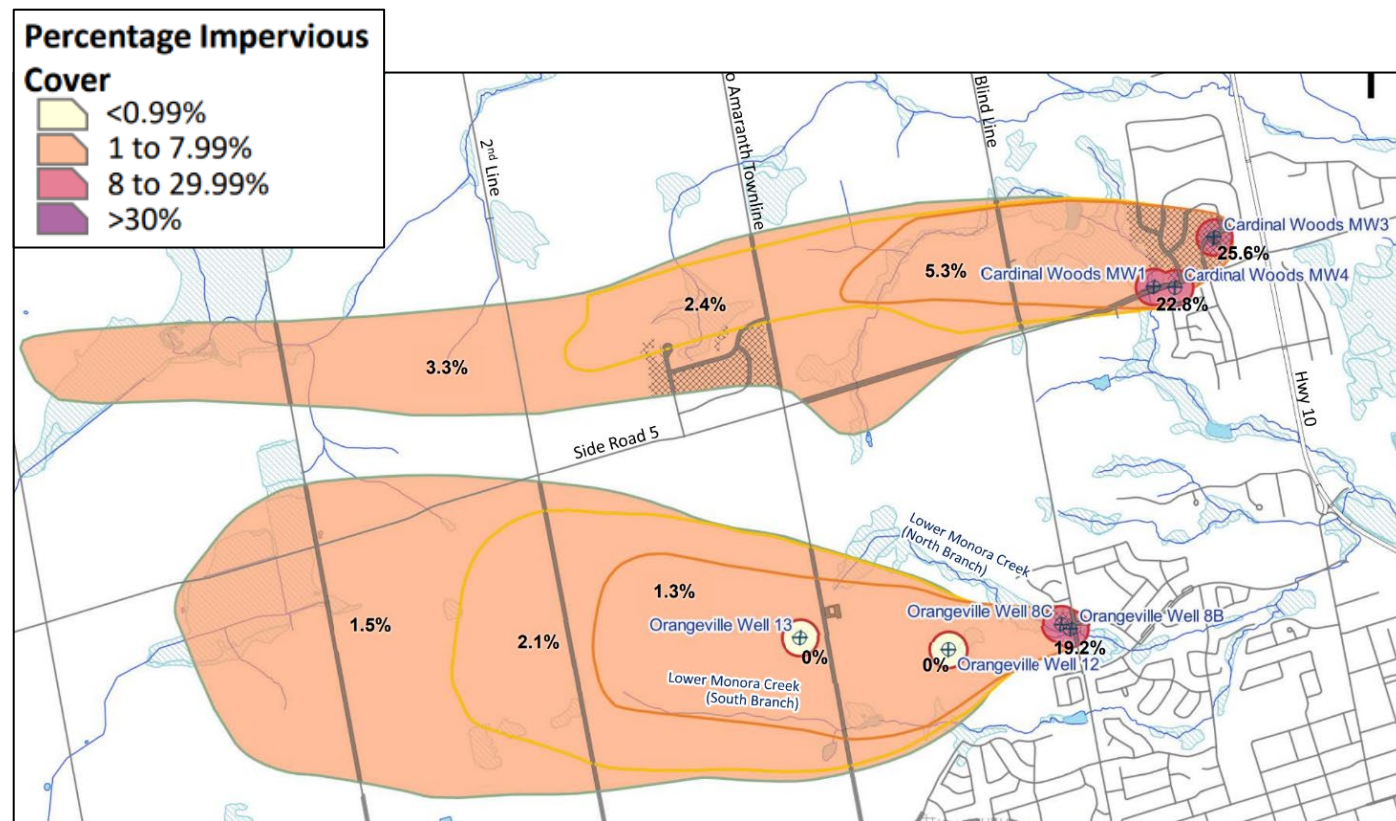 Percentage Impervious
Cover
<0.99%
1 to 7.99%
8 to 29.99%
>30%
2nd Line
o Amaranth Townline
Blind Line
Hwy 10
Cardinal Woods MW3
25.6%
5.3%
Cardinal Woods MW1
Cardinal Woods MW4
22.8%
2.4%
3.3%
Side Road 5
Lower Monora Creek
(North Branch)
1.3%
Orangeville Well 8C
Orangeville Well 8B
19.2%
1.5%
2.1%
Orangeville Well 13
0%
0%
Orangeville Well 12
Lower Monora Creek
(South Branch)